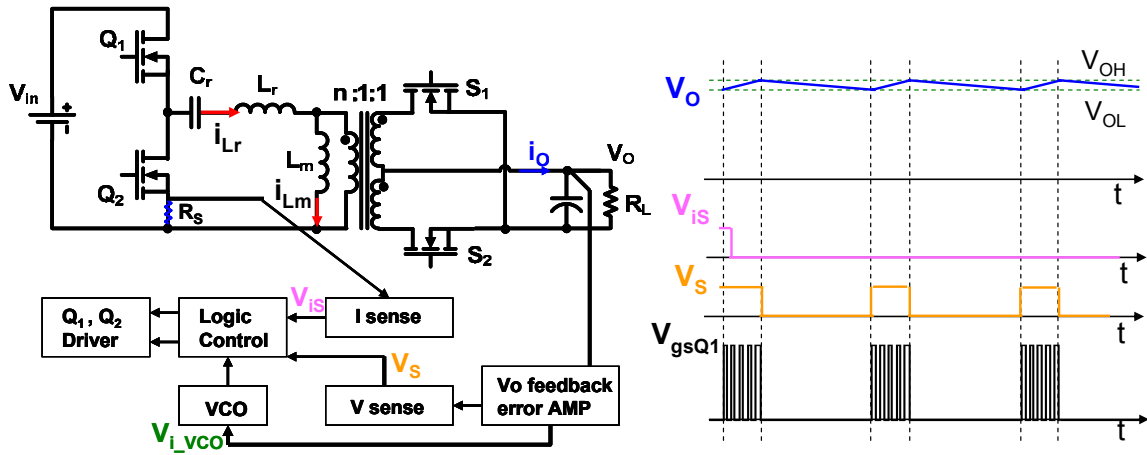 Q1
Vin
+
Cr
Lr
n:1:1
S1
iLr
Lm
iLm
Q2
RS
iO
VO
RL
S2
ViS
I sense
Q1 , Q2
Driver
Logic
Control
VS
VCO
V sense
Vo feedback
error AMP
Vi_VCO
VOH
VO
VOL
t
ViS
t
VS
t
VgsQ1
t